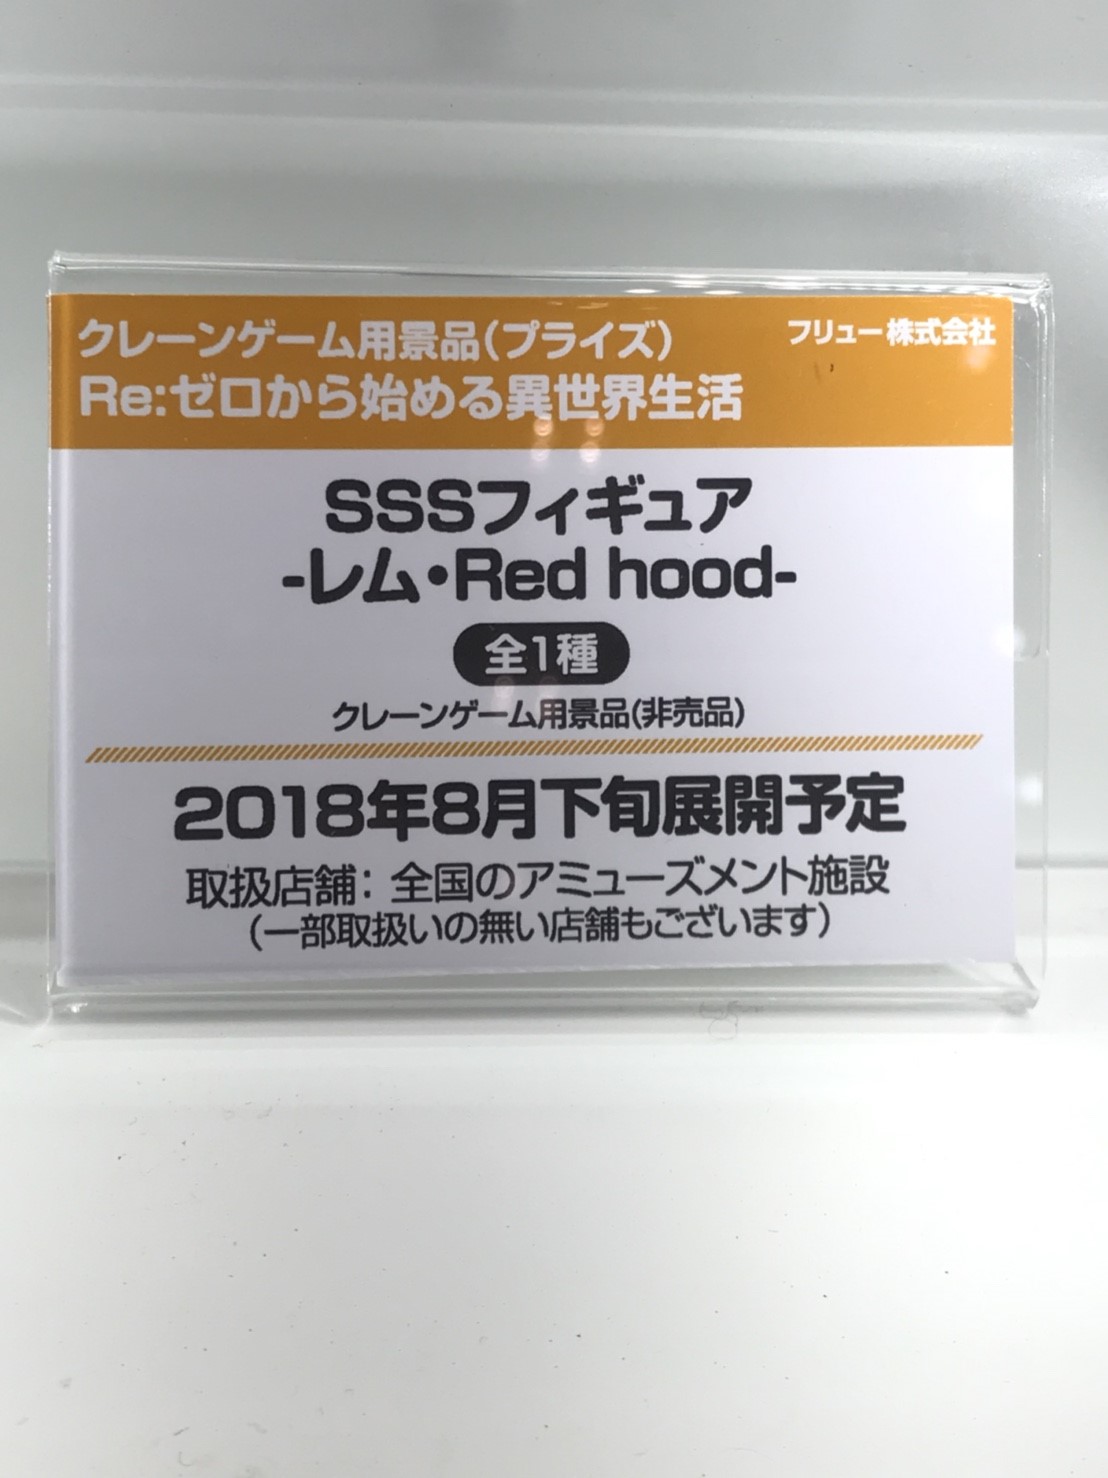 クレーンゲーム用景品(プライズ)
フリュー株式会社
Re:ゼロから始める異世界生活
SSSフィギュア
-レム・Red hood-
全1種
クレーンゲーム用景品(非売品)
2018年8月下旬展開予定
取扱店舗：全国のアミューズメント施設
(一部取扱いの無い店舗もございます)